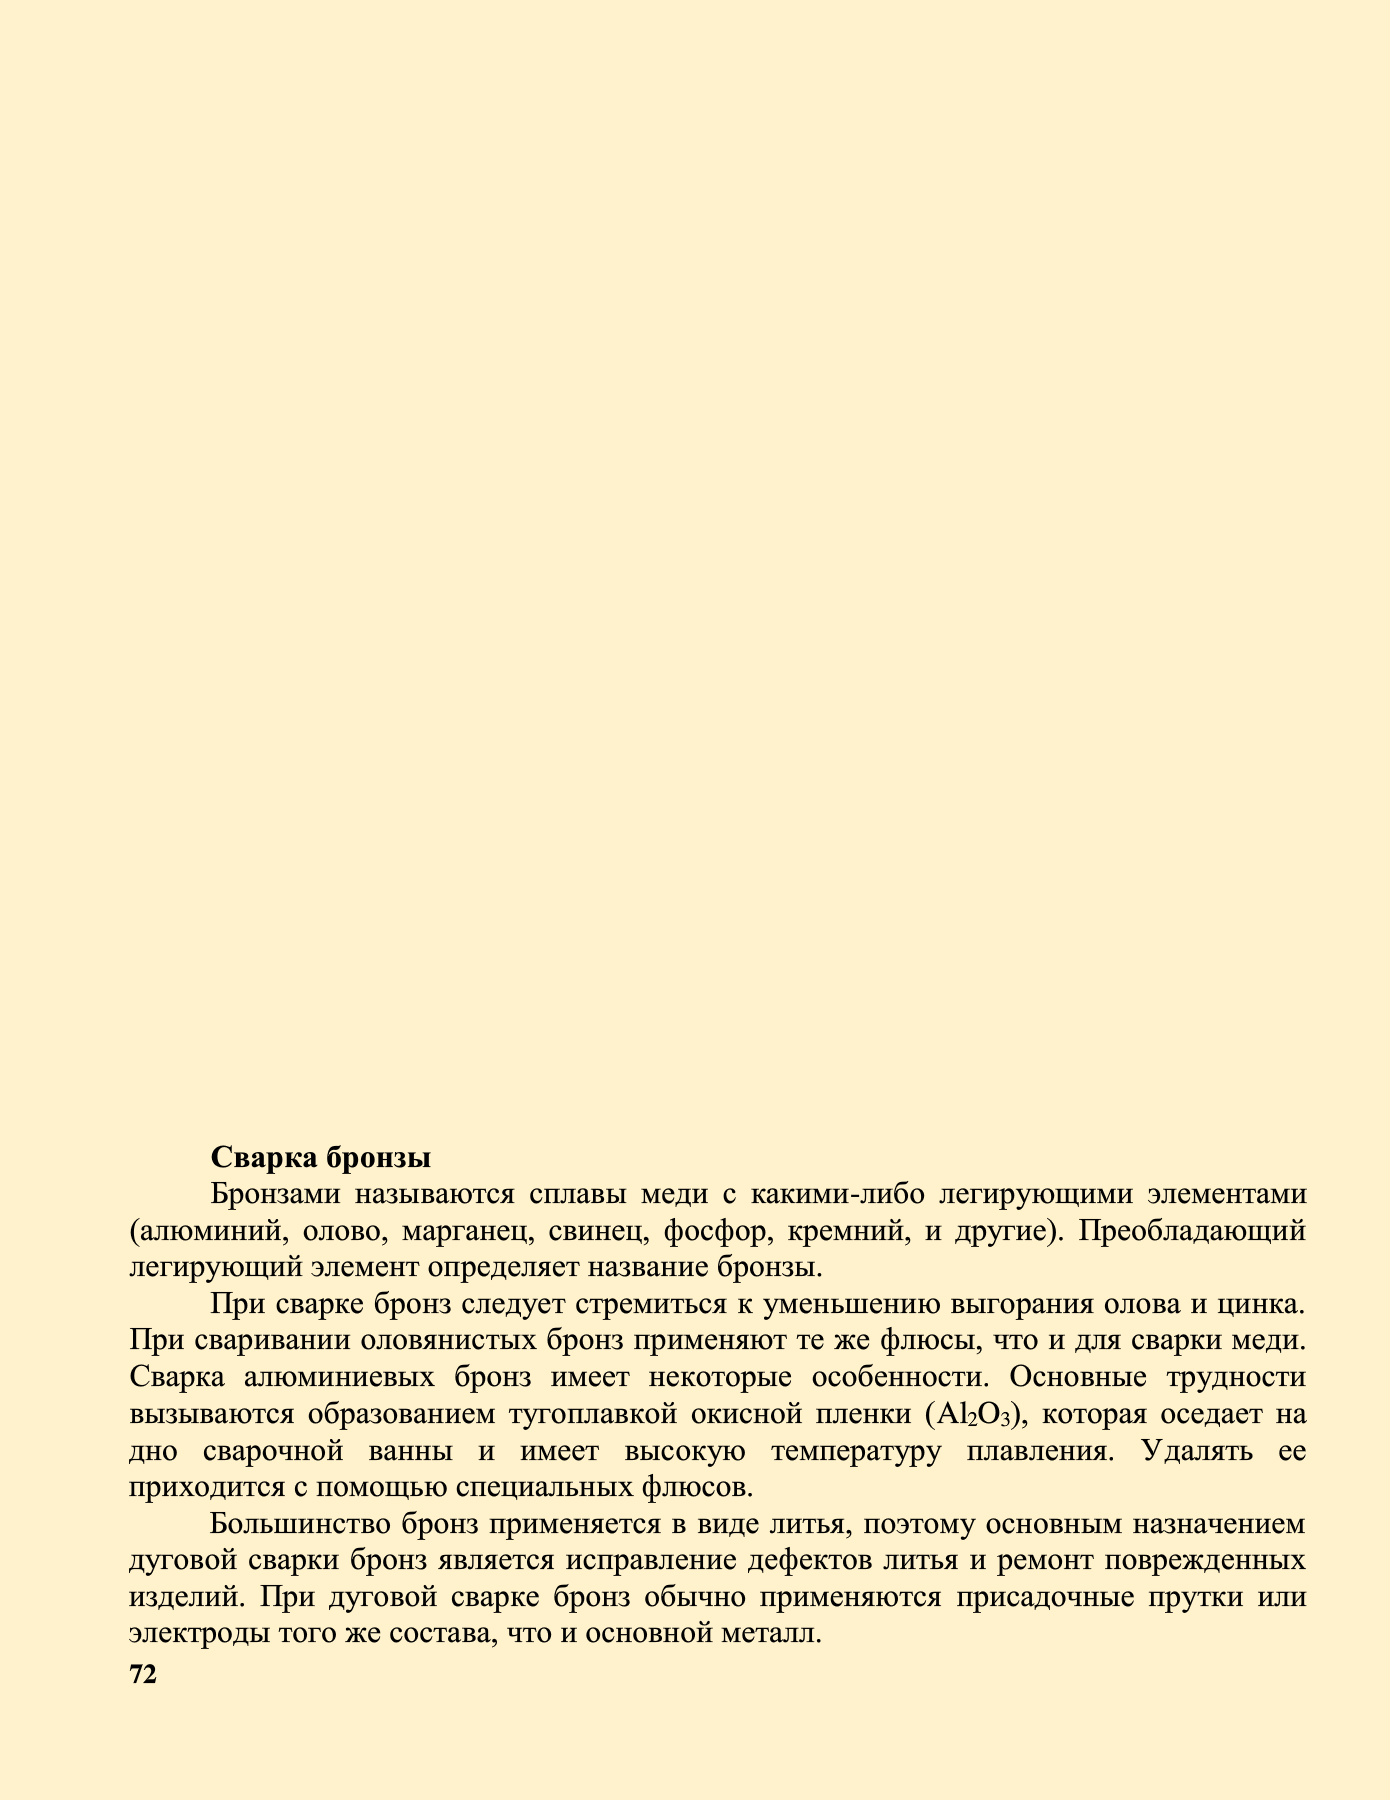 Сварка бронзы
Бронзами называются сплавы меди с какими-либо легирующими элементами
(алюминий, олово, марганец, свинец, фосфор, кремний, и другие). Преобладающий
легирующий элемент определяет название бронзы.
При сварке бронз следует стремиться к уменьшению выгорания олова и цинка.
При сваривании оловянистых бронз применяют те же флюсы, что и для сварки меди.
Сварка алюминиевых бронз имеет некоторые особенности. Основные трудности
вызываются образованием тугоплавкой окисной пленки (Al₂O₃), которая оседает на
дно сварочной ванны и имеет высокую температуру плавления. Удалять ее
приходится с помощью специальных флюсов.
Большинство бронз применяется в виде литья, поэтому основным назначением
дуговой сварки бронз является исправление дефектов литья и ремонт поврежденных
изделий. При дуговой сварке бронз обычно применяются присадочные прутки или
электроды того же состава, что и основной металл.
72